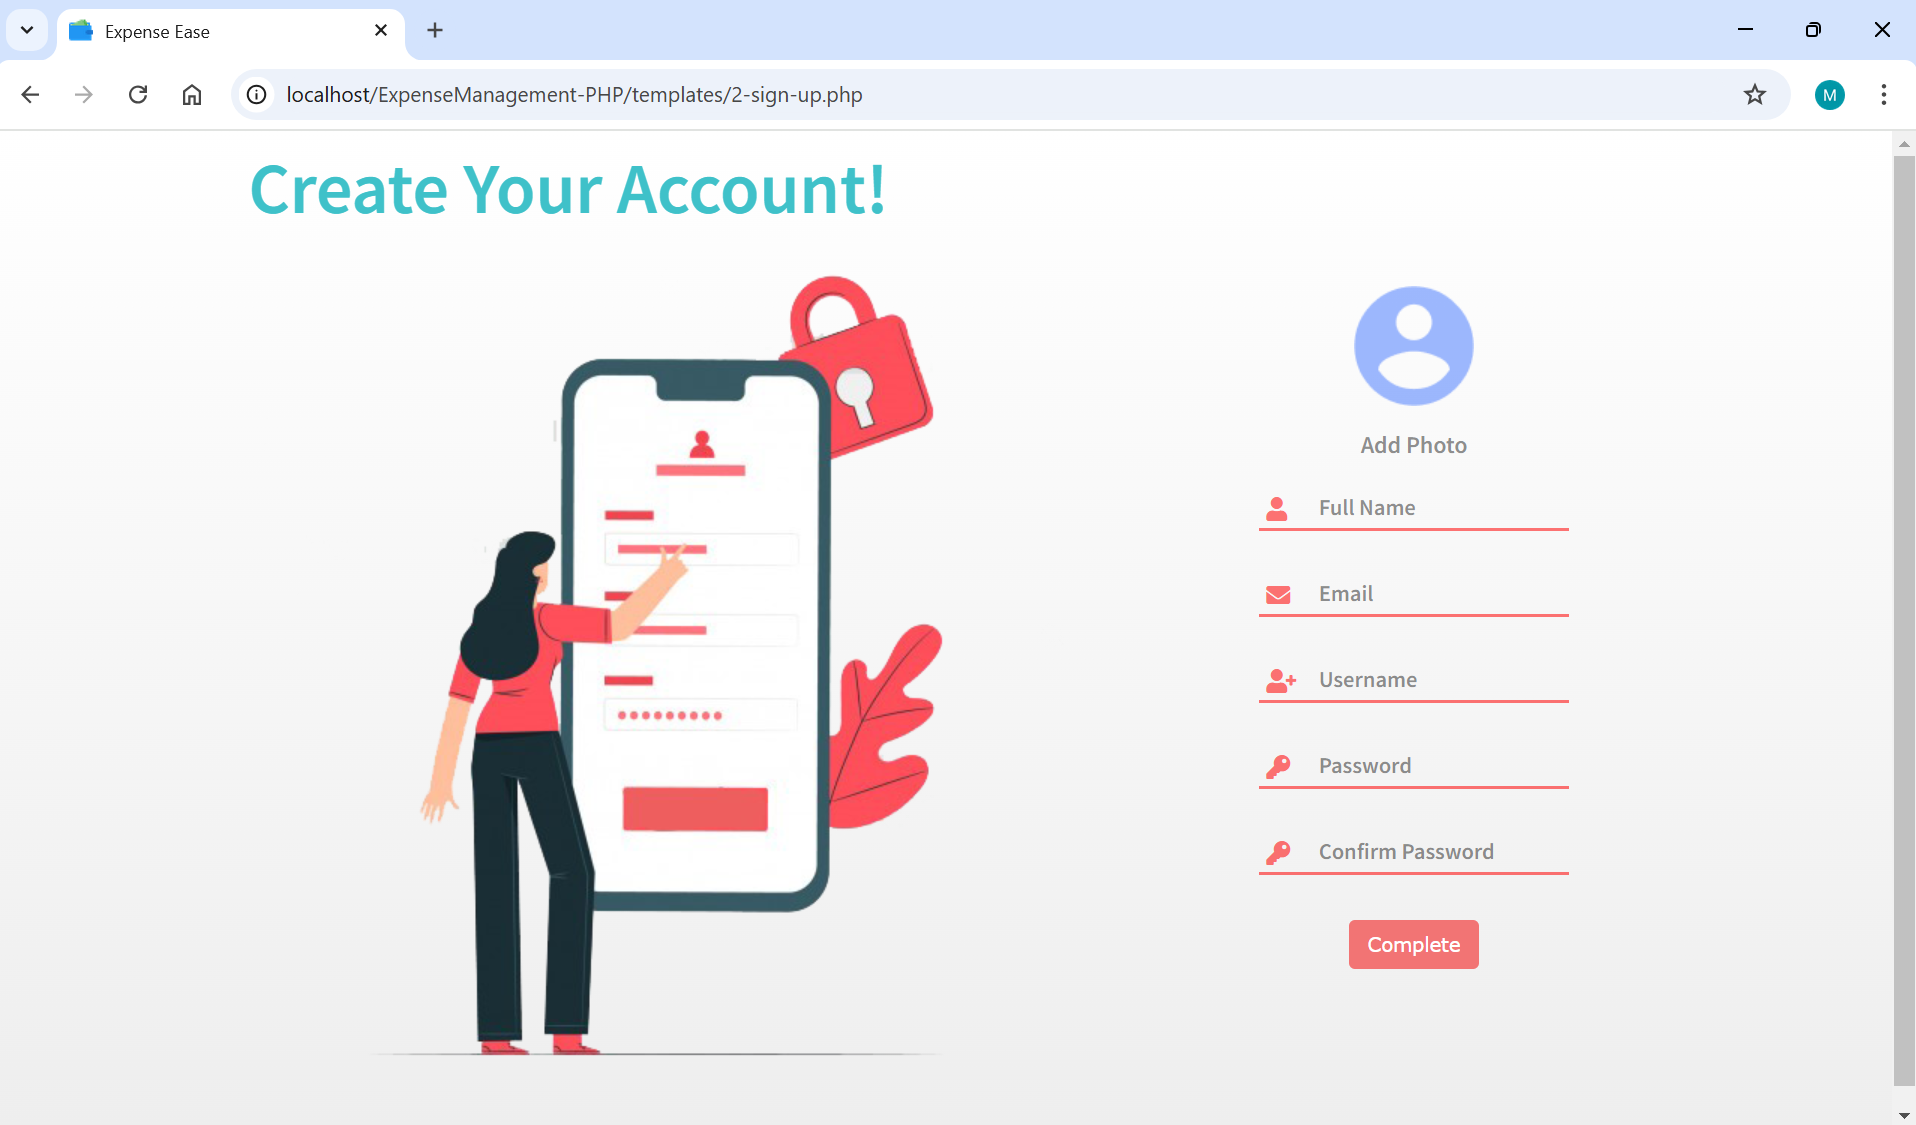 Expense Ease
localhost/ExpenseManagement-PHP/templates/2-sign-up.php
M
Create Your Account!
Add Photo
Full Name
Email
Username
Password
Confirm Password
Complete